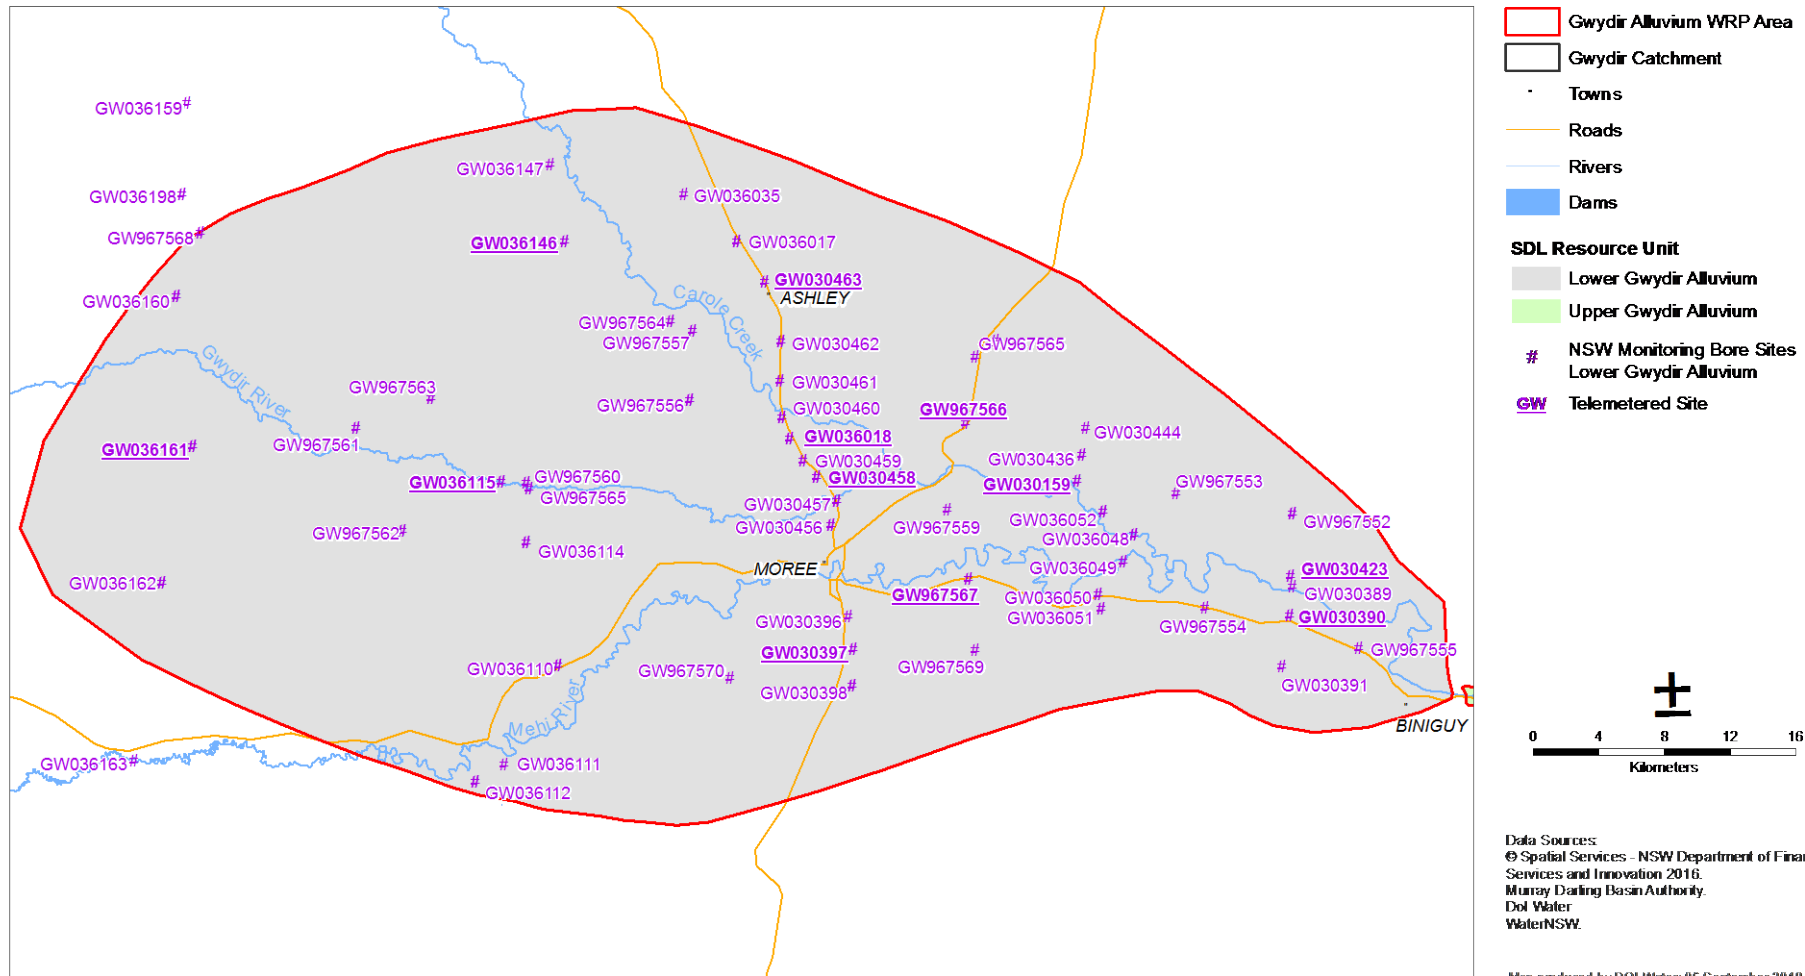 GW036159#
GW036147#
GW036198#
# GW036035
GW967568#
GW036146#
# GW036017
# GW030463
ASHLEY
GW036160#
Carole Creek
GW967564#
GW967557
#
# GW030462
GW967565
#
Gwydir River
GW967563
#
# GW030461
GW967556#
GW030460
#
GW967566
#
# GW036018
GW967561
#
# GW030444
GW036161#
# GW030459
GW030436#
GW036115#
# GW967560
# GW967565
# GW030458
GW030159#
GW967553
#
GW030457#
GW030456#
GW967559
#
GW036052#
#
GW967552
GW967562#
#
GW036114
GW036048#
MOREE
GW036049#
# GW030423
# GW030389
GW036162#
#
GW967567
GW036050#
GW036051#
#
GW967554
# GW030390
GW030396#
GW030397#
#
GW967569
# GW967555
GW036110#
GW967570#
GW030398#
#
GW030391
Mehi River
BINIGUY
GW036163#
# GW036111
#
GW036112
Gwydir Alluvium WRP Area
Gwydir Catchment
Towns
Roads
Rivers
Dams
SDL Resource Unit
Lower Gwydir Alluvium
Upper Gwydir Alluvium
# NSW Monitoring Bore Sites
Lower Gwydir Alluvium
GW Telemetered Site
0 4 8 12 16
Kilometers
Data Sources:
© Spatial Services - NSW Department of Finan
Services and Innovation 2016.
Murray Darling Basin Authority.
DoI Water
WaterNSW.